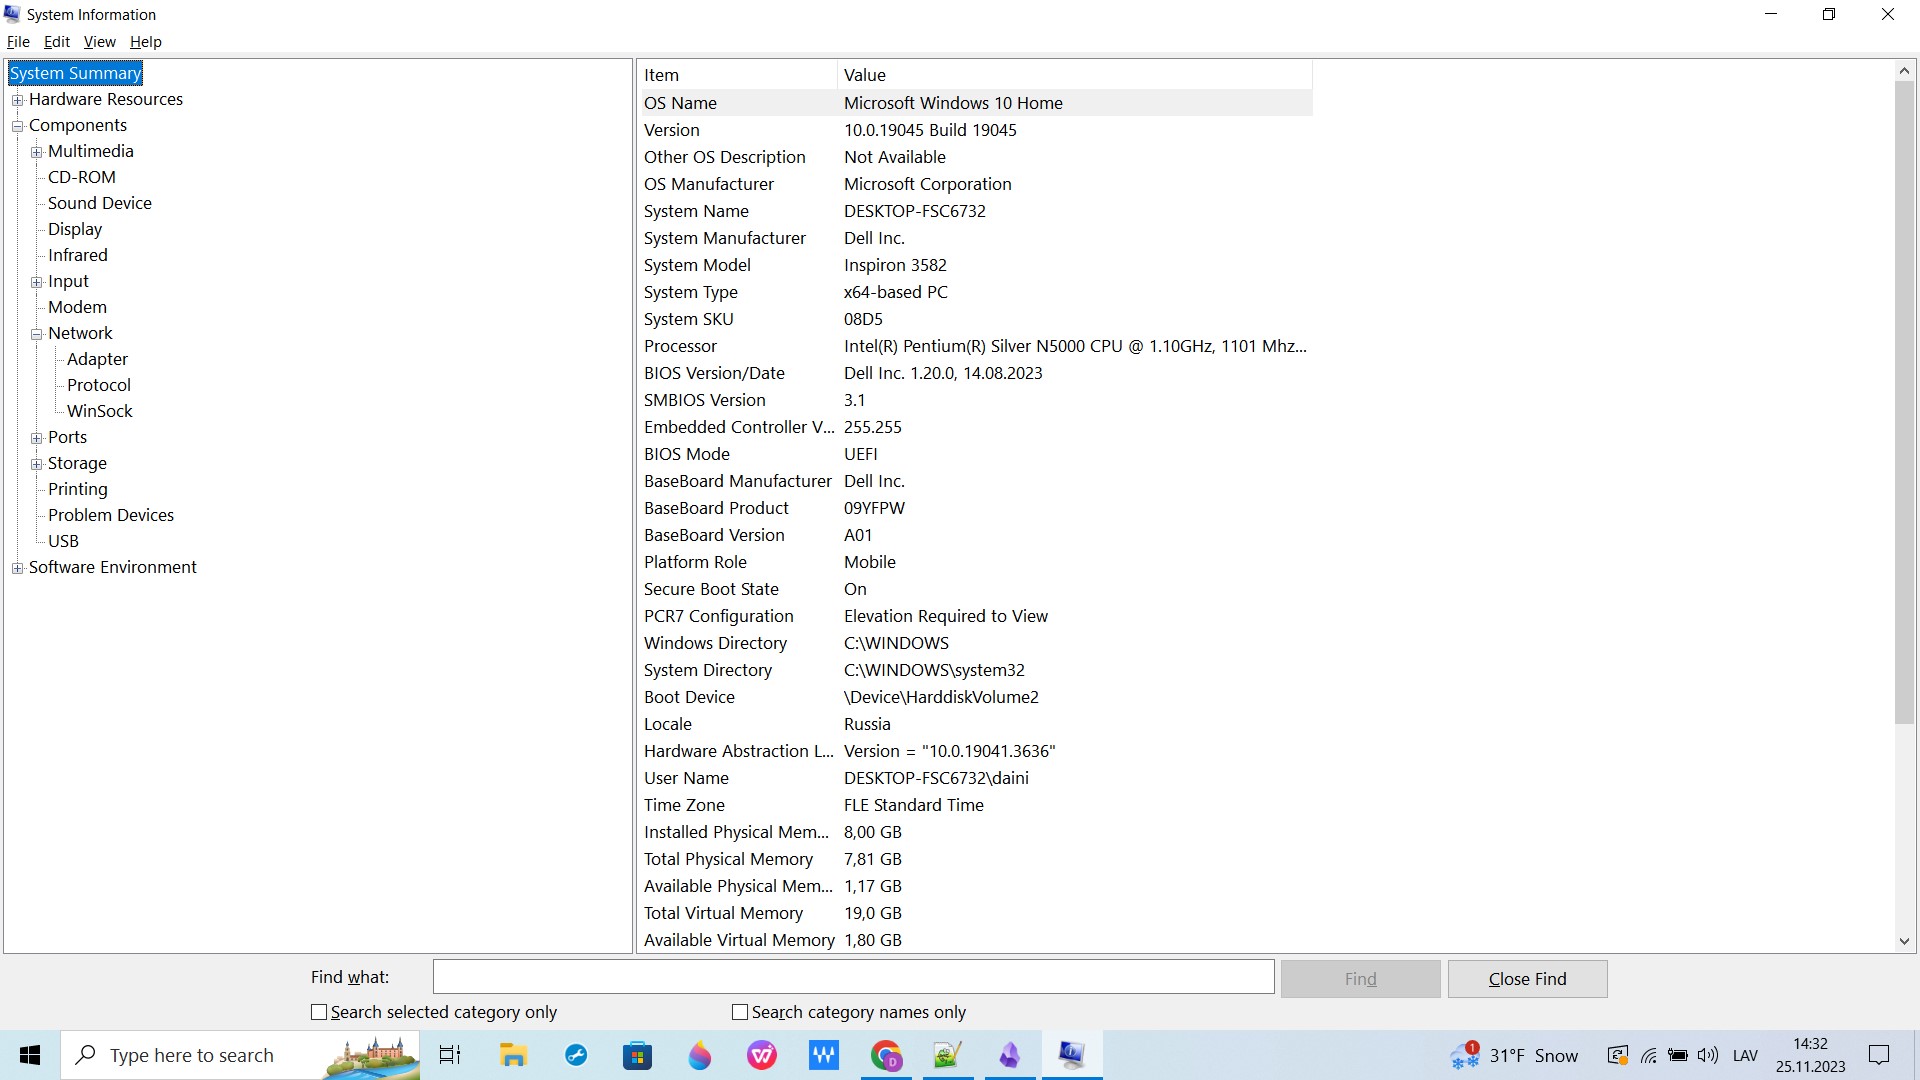 System Information
File Edit View Help
System Summary
Hardware Resources
Components
Multimedia
CD-ROM
Sound Device
Display
Infrared
Input
Modem
Network
Adapter
Protocol
WinSock
Ports
Storage
Printing
Problem Devices
USB
Software Environment
Item Value
OS Name Microsoft Windows 10 Home
Version 10.0.19045 Build 19045
Other OS Description Not Available
OS Manufacturer Microsoft Corporation
System Name DESKTOP-FSC6732
System Manufacturer Dell Inc.
System Model Inspiron 3582
System Type x64-based PC
System SKU 08D5
Processor Intel(R) Pentium(R) Silver N5000 CPU @ 1.10GHz, 1101 Mhz...
BIOS Version/Date Dell Inc. 1.20.0, 14.08.2023
SMBIOS Version 3.1
Embedded Controller V... 255.255
BIOS Mode UEFI
BaseBoard Manufacturer Dell Inc.
BaseBoard Product 09YFPW
BaseBoard Version A01
Platform Role Mobile
Secure Boot State On
PCR7 Configuration Elevation Required to View
Windows Directory C:\WINDOWS
System Directory C:\WINDOWS\system32
Boot Device \Device\HarddiskVolume2
Locale Russia
Hardware Abstraction L... Version = "10.0.19041.3636"
User Name DESKTOP-FSC6732\daini
Time Zone FLE Standard Time
Installed Physical Mem... 8,00 GB
Total Physical Memory 7,81 GB
Available Physical Mem... 1,17 GB
Total Virtual Memory 19,0 GB
Available Virtual Memory 1,80 GB
Find what: Find Close Find
Search selected category only Search category names only
Type here to search 1 31°F Snow LAV 14:32
25.11.2023